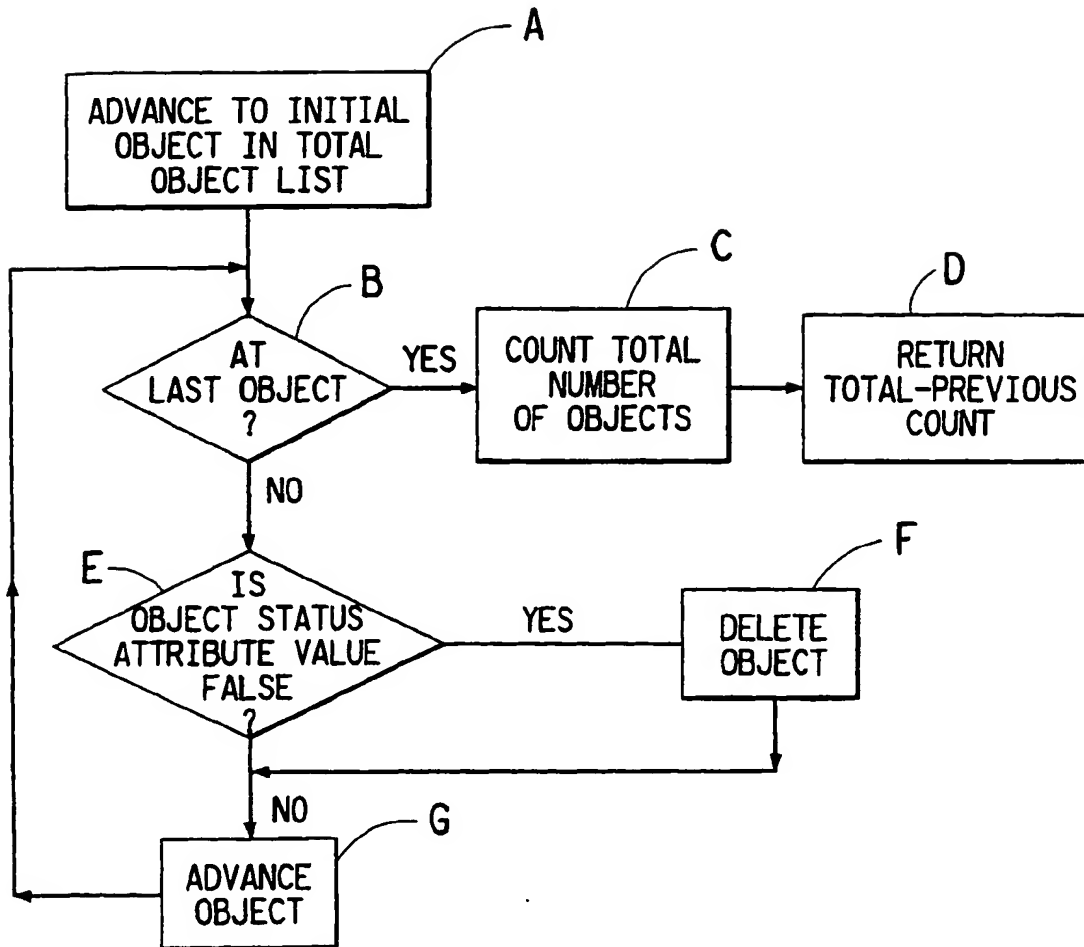 A
ADVANCE TO INITIAL
OBJECT IN TOTAL
OBJECT LIST
B
AT
LAST OBJECT
?
YES
C
COUNT TOTAL
NUMBER
OF OBJECTS
D
RETURN
TOTAL-PREVIOUS
COUNT
NO
E
IS
OBJECT STATUS
ATTRIBUTE VALUE
FALSE
?
YES
F
DELETE
OBJECT
NO
G
ADVANCE
OBJECT